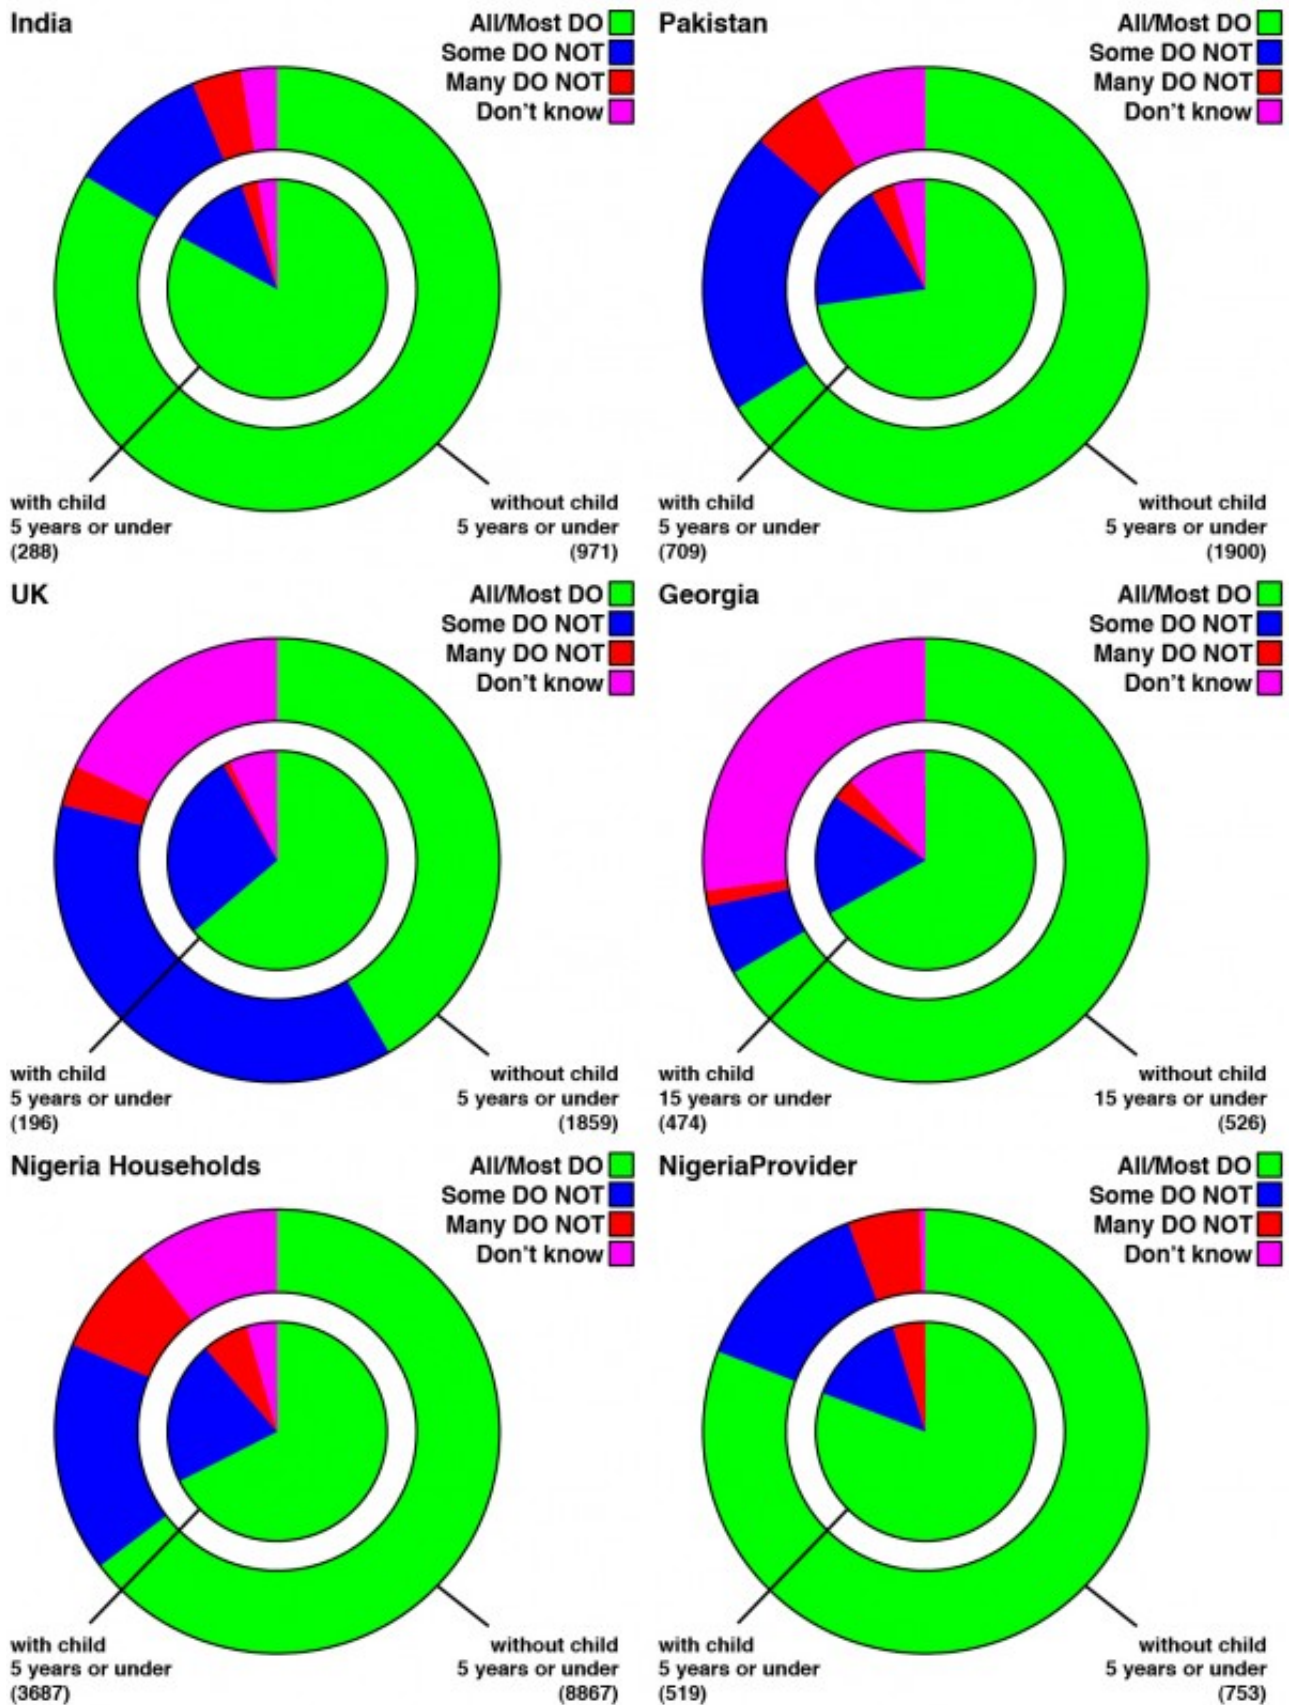 India
All/Most DO
Some DO NOT
Many DO NOT
Don't know
with child
5 years or under
(288)
without child
5 years or under
(971)
Pakistan
All/Most DO
Some DO NOT
Many DO NOT
Don't know
with child
5 years or under
(709)
without child
5 years or under
(1900)
UK
All/Most DO
Some DO NOT
Many DO NOT
Don't know
with child
5 years or under
(196)
without child
5 years or under
(1859)
Georgia
All/Most DO
Some DO NOT
Many DO NOT
Don't know
with child
15 years or under
(474)
without child
15 years or under
(526)
Nigeria Households
All/Most DO
Some DO NOT
Many DO NOT
Don't know
with child
5 years or under
(3687)
without child
5 years or under
(8867)
NigeriaProvider
All/Most DO
Some DO NOT
Many DO NOT
Don't know
with child
5 years or under
(519)
without child
5 years or under
(753)